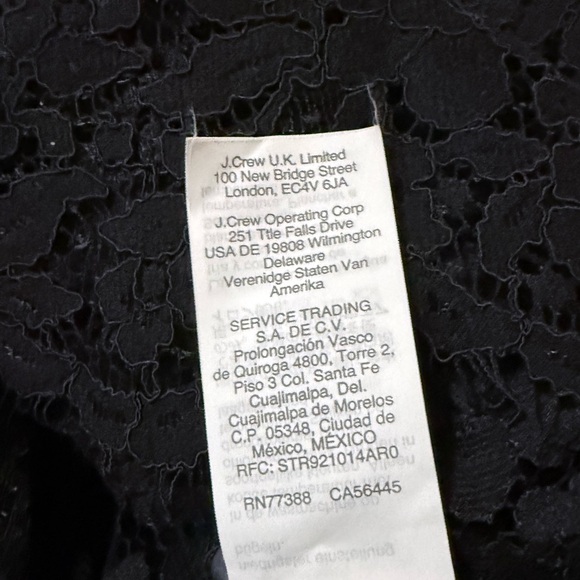 J.Crew U.K. Limited
100 New Bridge Street
London, EC4V 6JA
J.Crew Operating Corp
251 Ttle Falls Drive
USA DE 19808 Wilmington
Delaware
Verenidge Staten Van
Amerika
SERVICE TRADING
S.A. DE C.V.
Prolongación Vasco
de Quiroga 4800, Torre 2,
Piso 3 Col. Santa Fe
Cuajimalpa, Del.
Cuajimalpa de Morelos
C.P. 05348, Ciudad de
México, MÉXICO
RFC: STR921014AR0
RN77388 CA56445